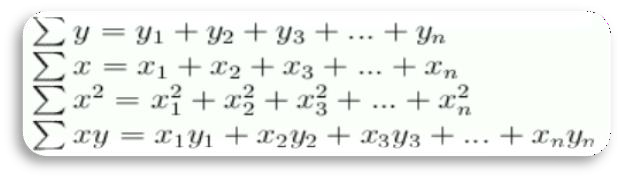 ∑ y = y₁ + y₂ + y₃ + ... + yₙ
∑ x = x₁ + x₂ + x₃ + ... + xₙ
∑ x² = x₁² + x₂² + x₃² + ... + xₙ²
∑ xy = x₁y₁ + x₂y₂ + x₃y₃ + ... + xₙyₙ